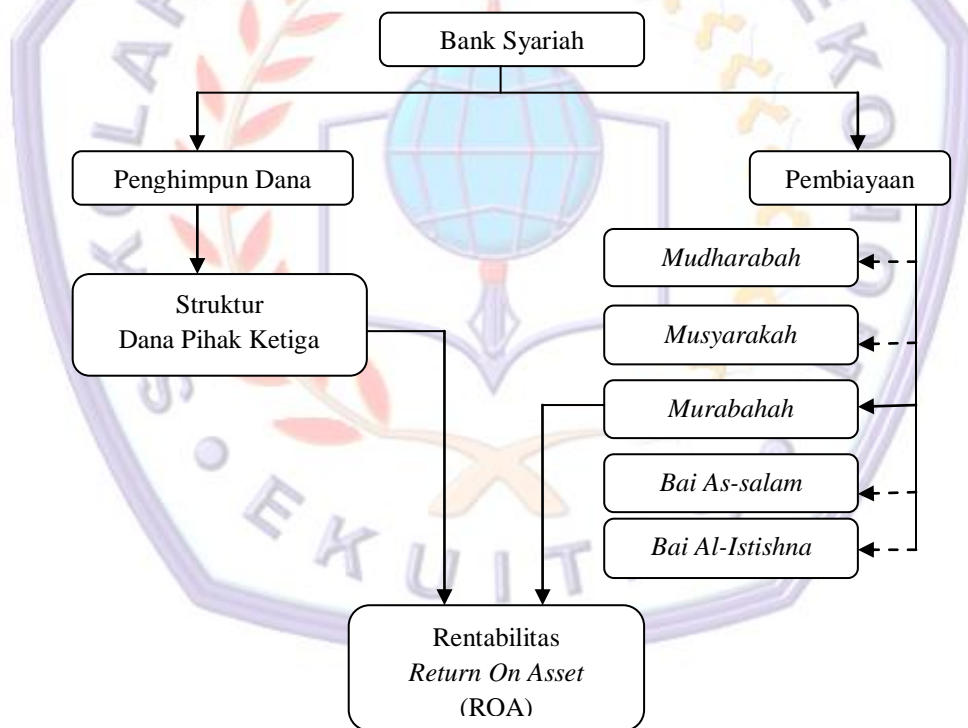 Bank Syariah
Penghimpun Dana
Pembiayaan
Struktur
Dana Pihak Ketiga
Mudharabah
Musyarakah
Murabahah
Bai As-salam
Bai Al-Istishna
Rentabilitas
Return On Asset
(ROA)
EKUIT